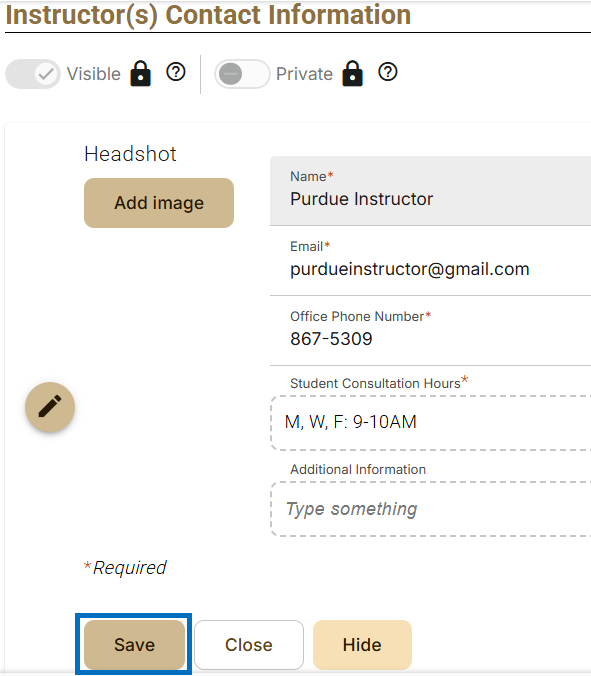 Instructor(s) Contact Information
Visible
Private
Headshot
Add image
Name*
Purdue Instructor
Email*
purdueinstructor@gmail.com
Office Phone Number*
867-5309
Student Consultation Hours*
M, W, F: 9-10AM
Additional Information
Type something
*Required
Save Close Hide